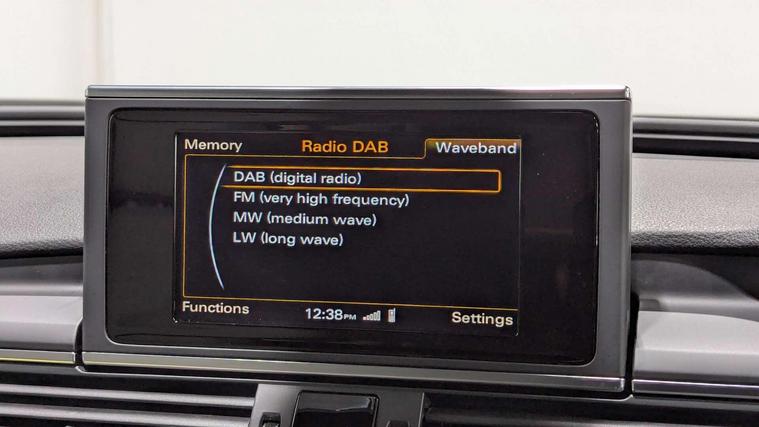 Memory Radio DAB Waveband
DAB (digital radio)
FM (very high frequency)
MW (medium wave)
LW (long wave)
Functions 12:38PM Settings